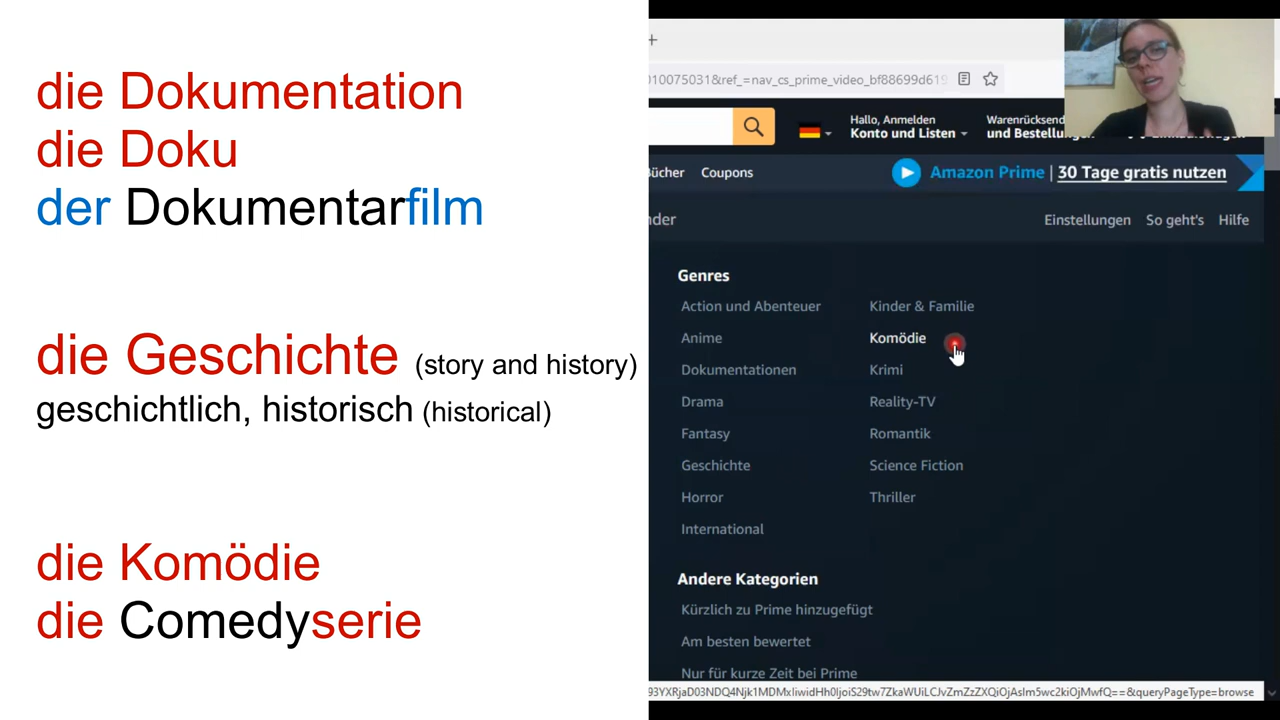 die Dokumentation
die Doku
der Dokumentarfilm
die Geschichte (story and history)
geschichtlich, historisch (historical)
die Komödie
die Comedyserie
Hallo, Anmelden
Konto und Listen
Warenrücksend
und Bestellungen
Bücher Coupons
Amazon Prime | 30 Tage gratis nutzen
nder
Einstellungen So geht's Hilfe
Genres
Action und Abenteuer
Anime
Dokumentationen
Drama
Fantasy
Geschichte
Horror
International
Kinder & Familie
Komödie
Krimi
Reality-TV
Romantik
Science Fiction
Thriller
Andere Kategorien
Kürzlich zu Prime hinzugefügt
Am besten bewertet
Nur für kurze Zeit bei Prime